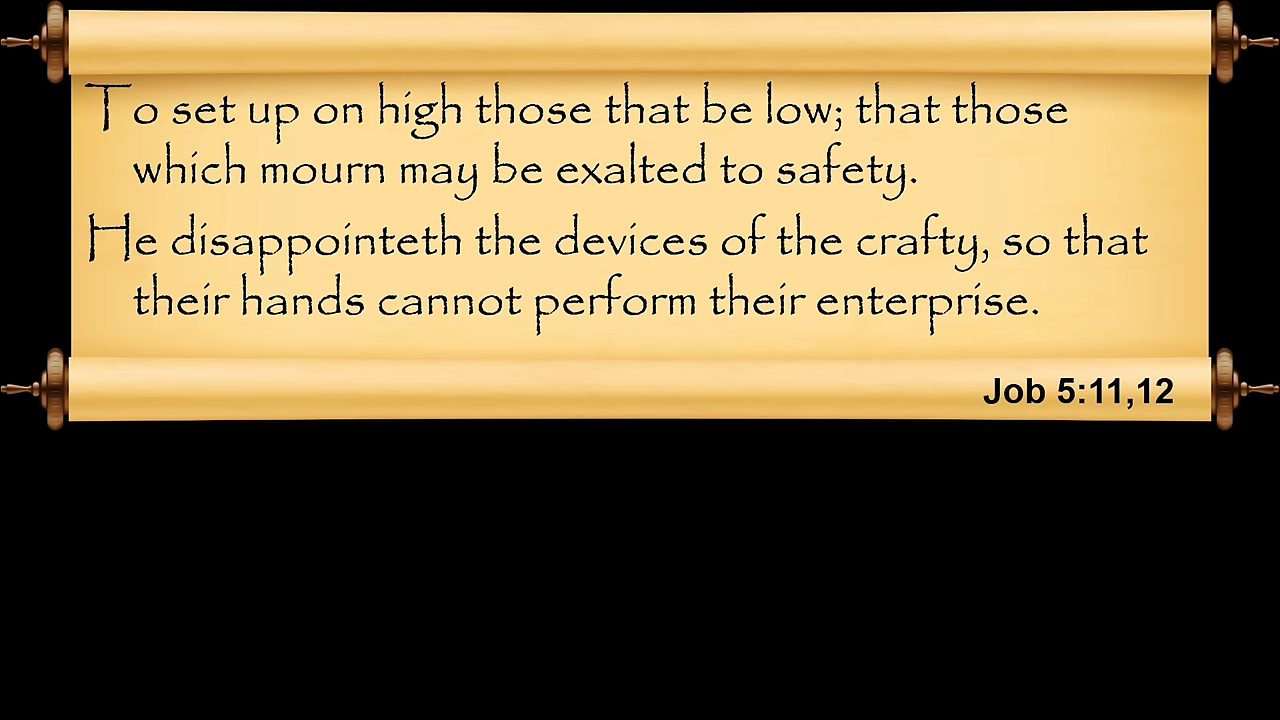 To set up on high those that be low; that those
which mourn may be exalted to safety.
He disappointeth the devices of the crafty, so that
their hands cannot perform their enterprise.
Job 5:11,12